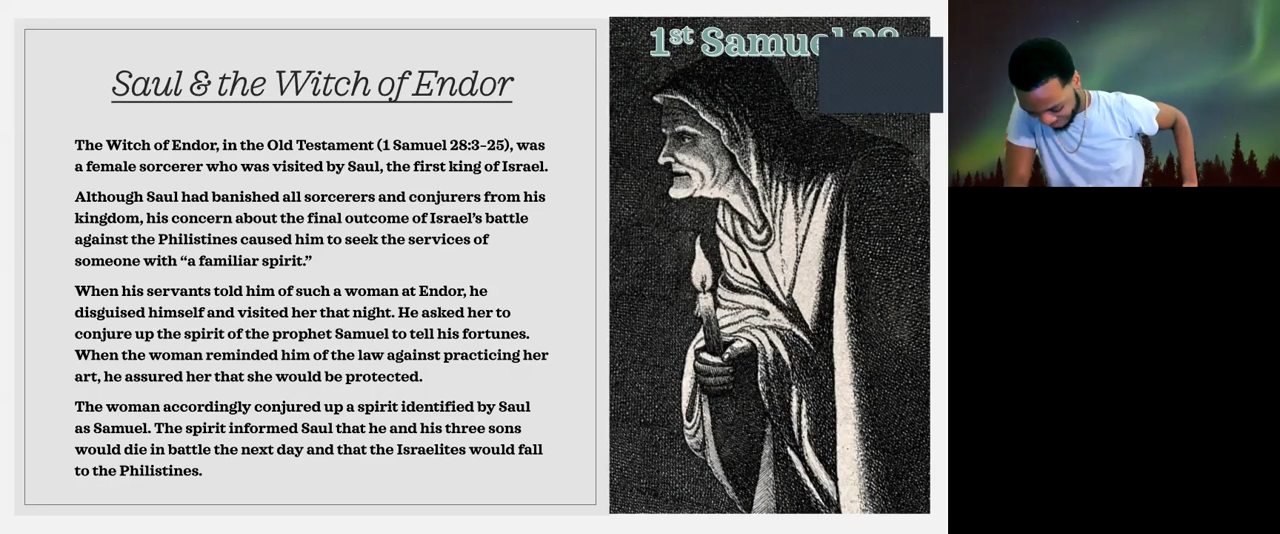 Saul & the Witch of Endor
The Witch of Endor, in the Old Testament (1 Samuel 28:3–25), was
a female sorcerer who was visited by Saul, the first king of Israel.
Although Saul had banished all sorcerers and conjurers from his
kingdom, his concern about the final outcome of Israel’s battle
against the Philistines caused him to seek the services of
someone with “a familiar spirit.”
When his servants told him of such a woman at Endor, he
disguised himself and visited her that night. He asked her to
conjure up the spirit of the prophet Samuel to tell his fortunes.
When the woman reminded him of the law against practicing her
art, he assured her that she would be protected.
The woman accordingly conjured up a spirit identified by Saul
as Samuel. The spirit informed Saul that he and his three sons
would die in battle the next day and that the Israelites would fall
to the Philistines.
1st Samuel 28